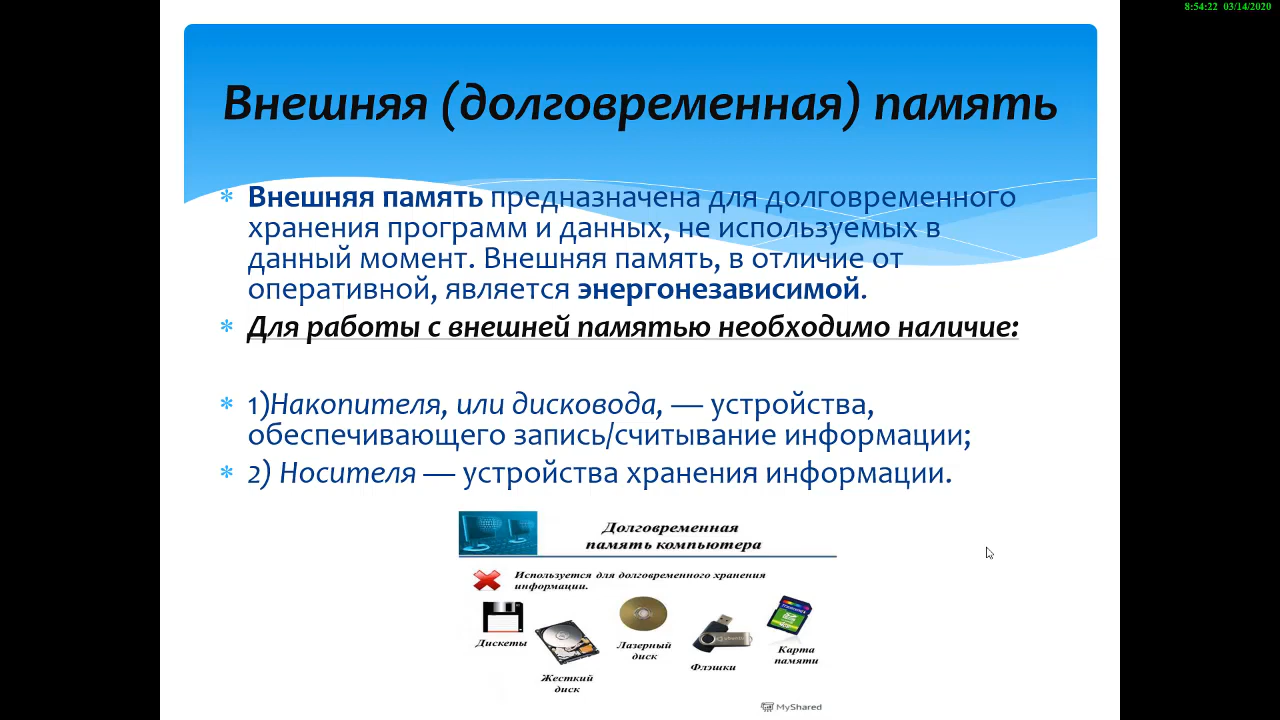 8:54:22 03/14/2020
Внешняя (долговременная) память
* Внешняя память предназначена для долговременного
хранения программ и данных, не используемых в
данный момент. Внешняя память, в отличие от
оперативной, является энергонезависимой.
* Для работы с внешней памятью необходимо наличие:
* 1)Накопителя, или дисковода, — устройства,
обеспечивающего запись/считывание информации;
* 2) Носителя — устройства хранения информации.
Долговременная
память компьютера
Используется для долговременного хранения
информации.
Дискеты
Жесткий
диск
Лазерный
диск
Флэшки
Карта
памяти
MyShared